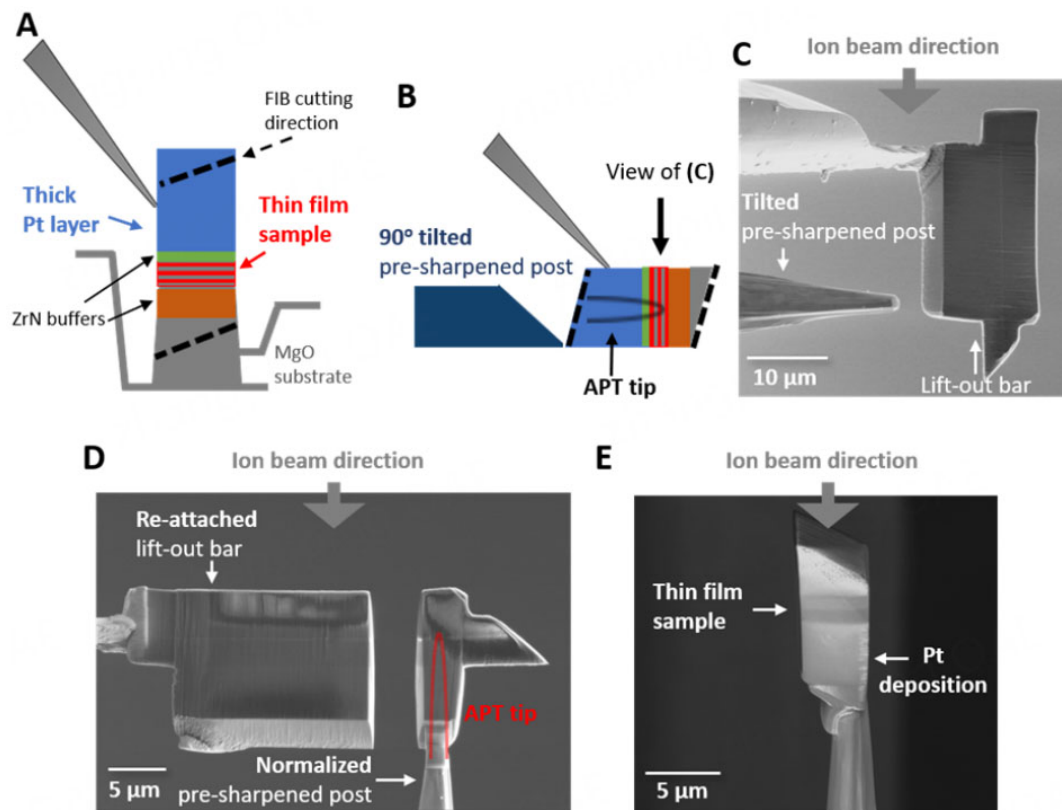 A
FIB cutting
direction
Thick
Pt layer
Thin film
sample
ZrN buffers
MgO
substrate
B
View of (C)
90° tilted
pre-sharpened post
APT tip
C
Ion beam direction
Tilted
pre-sharpened post
10 μm
Lift-out bar
D
Ion beam direction
Re-attached
lift-out bar
APT tip
Normalized
pre-sharpened post
5 μm
E
Ion beam direction
Thin film
sample
Pt
deposition
5 μm